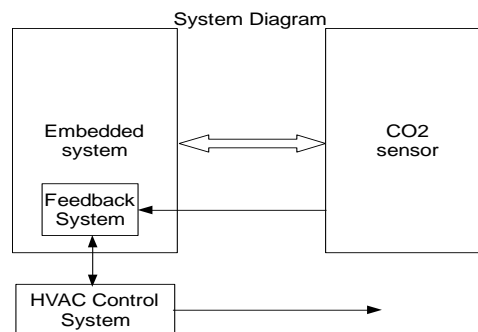 System Diagram
Embedded
system
CO2
sensor
Feedback
System
HVAC Control
System